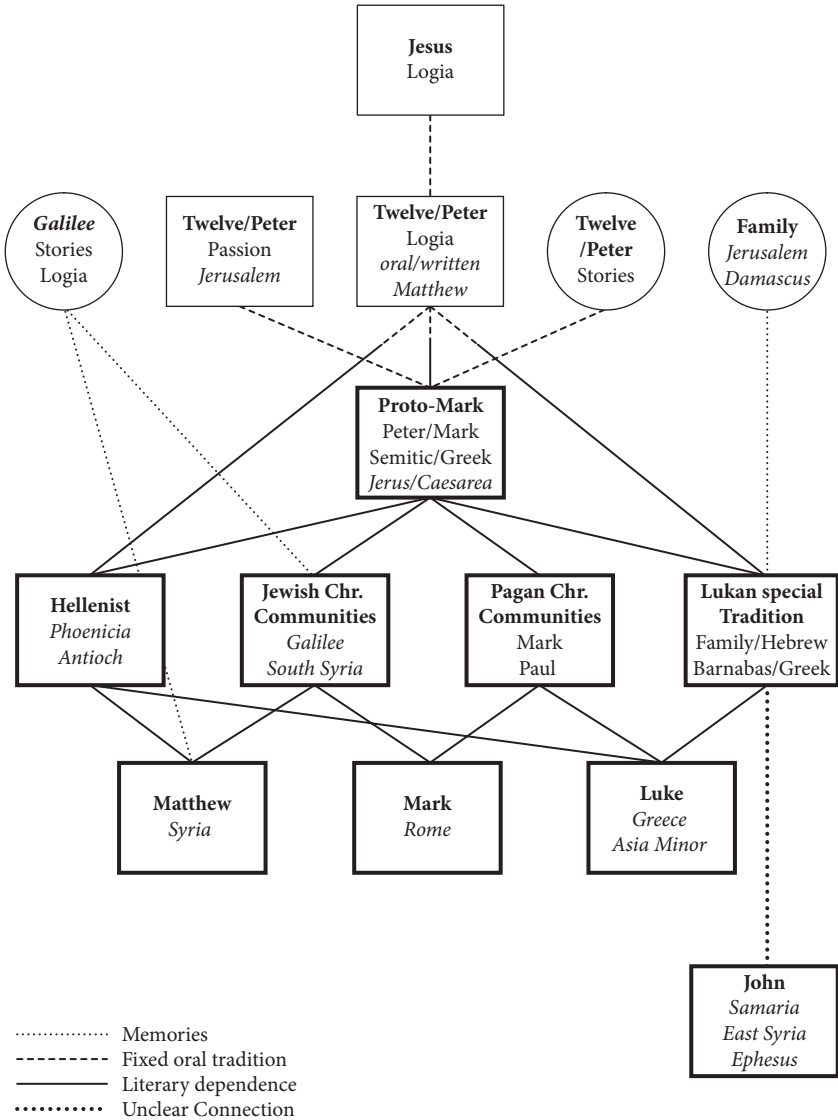 Jesus
Logia
Galilee
Stories
Logia
Twelve/Peter
Passion
Jerusalem
Twelve/Peter
Logia
oral/written
Matthew
Twelve
/Peter
Stories
Family
Jerusalem
Damascus
Proto-Mark
Peter/Mark
Semitic/Greek
Jerus/Caesarea
Hellenist
Phoenicia
Antioch
Jewish Chr.
Communities
Galilee
South Syria
Pagan Chr.
Communities
Mark
Paul
Lukan special
Tradition
Family/Hebrew
Barnabas/Greek
Matthew
Syria
Mark
Rome
Luke
Greece
Asia Minor
John
Samaria
East Syria
Ephesus
Memories
Fixed oral tradition
Literary dependence
Unclear Connection